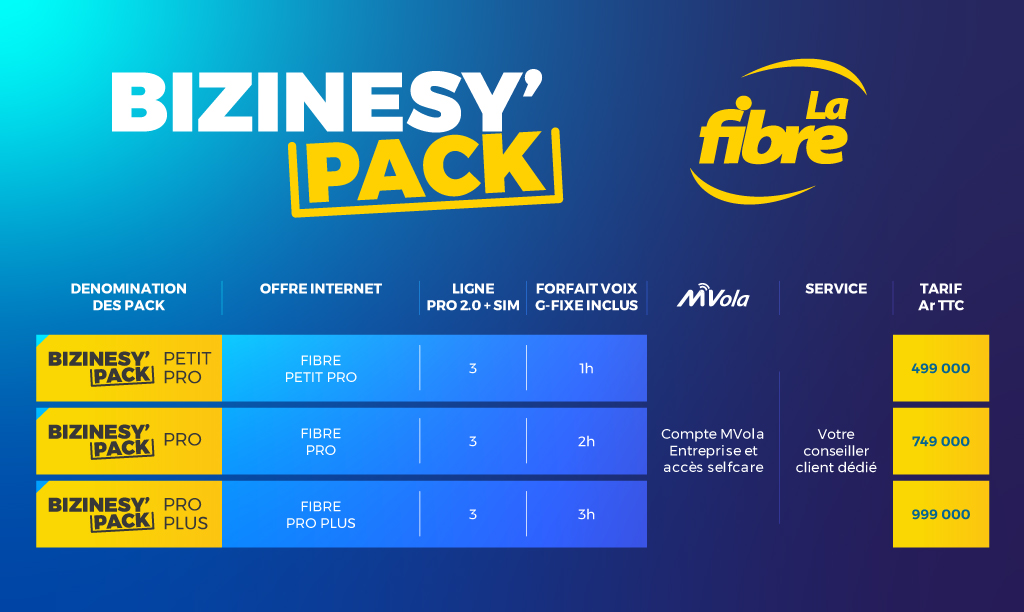 BIZINESY'
PACK
La
fibre
DENOMINATION
DES PACK
OFFRE INTERNET
LIGNE
PRO 2.0 + SIM
FORFAIT VOIX
G-FIXE INCLUS
MVola
SERVICE
TARIF
Ar TTC
BIZINESY'
PACK
PETIT
PRO
FIBRE
PETIT PRO
3
1h
499 000
BIZINESY'
PACK
PRO
FIBRE
PRO
3
2h
Compte MVola
Entreprise et
accès selfcare
Votre
conseiller
client dédié
749 000
BIZINESY'
PACK
PRO
PLUS
FIBRE
PRO PLUS
3
3h
999 000